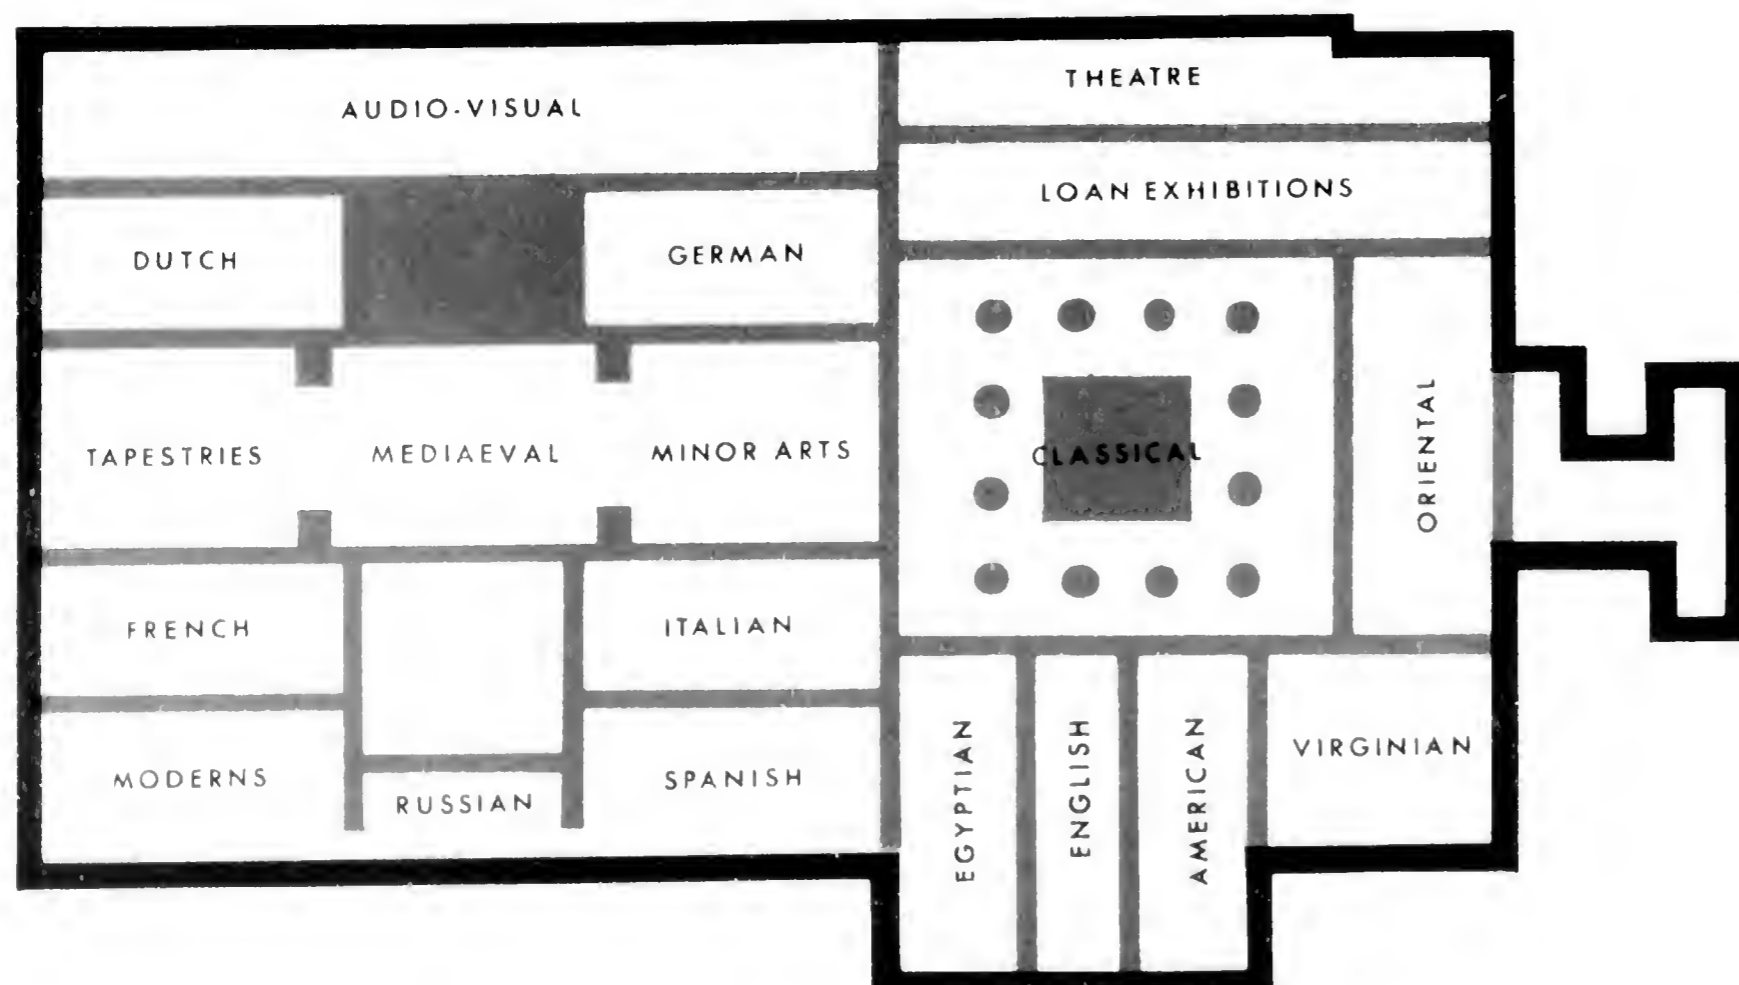 THEATRE
AUDIO-VISUAL
LOAN EXHIBITIONS
DUTCH
GERMAN
TAPESTRIES
MEDIAEVAL
MINOR ARTS
CLASSICAL
ORIENTAL
FRENCH
ITALIAN
MODERNS
RUSSIAN
SPANISH
EGYPTIAN
ENGLISH
AMERICAN
VIRGINIAN